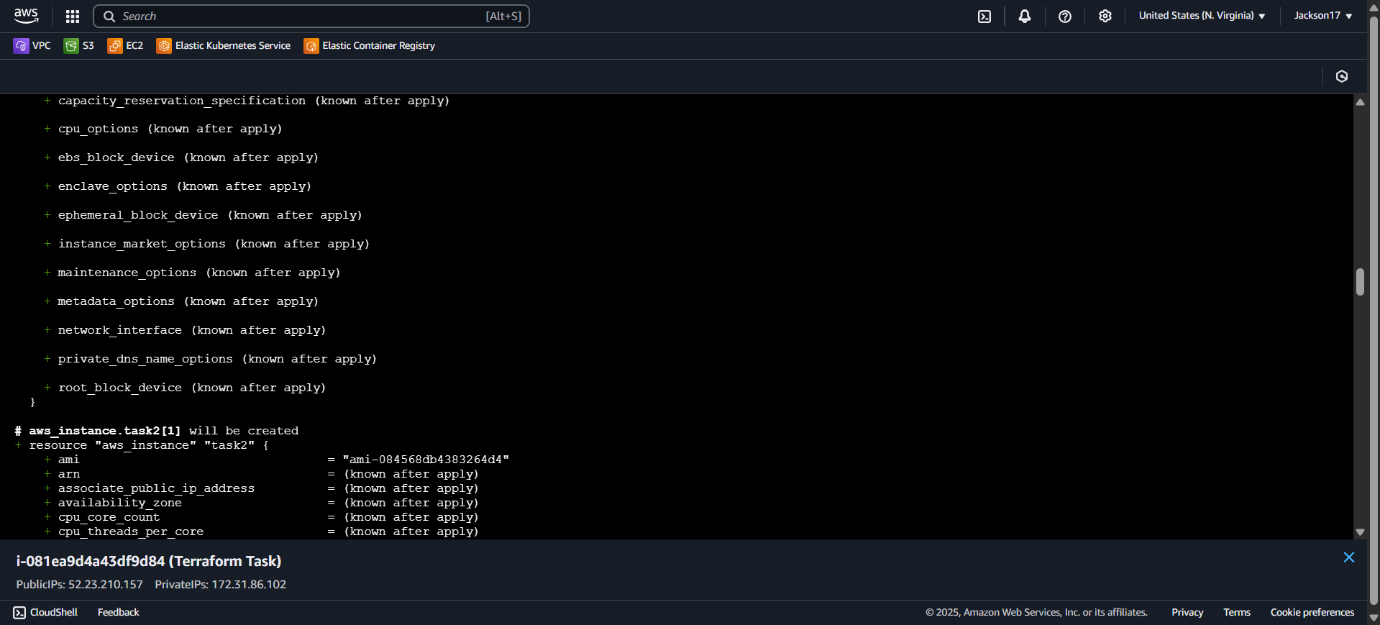 aws
Search [Alt+S] United States (N. Virginia) ▼ Jackson17 ▼
VPC S3 EC2 Elastic Kubernetes Service Elastic Container Registry
+ capacity_reservation_specification (known after apply)
+ cpu_options (known after apply)
+ ebs_block_device (known after apply)
+ enclave_options (known after apply)
+ ephemeral_block_device (known after apply)
+ instance_market_options (known after apply)
+ maintenance_options (known after apply)
+ metadata_options (known after apply)
+ network_interface (known after apply)
+ private_dns_name_options (known after apply)
+ root_block_device (known after apply)
}
# aws_instance.task2[1] will be created
+ resource "aws_instance" "task2" {
+ ami = "ami-084568db4383264d4"
+ arn = (known after apply)
+ associate_public_ip_address = (known after apply)
+ availability_zone = (known after apply)
+ cpu_core_count = (known after apply)
+ cpu_threads_per_core = (known after apply)
i-081ea9d4a43df9d84 (Terraform Task)
PublicIPs: 52.23.210.157 PrivateIPs: 172.31.86.102
CloudShell Feedback © 2025, Amazon Web Services, Inc. or its affiliates. Privacy Terms Cookie preferences